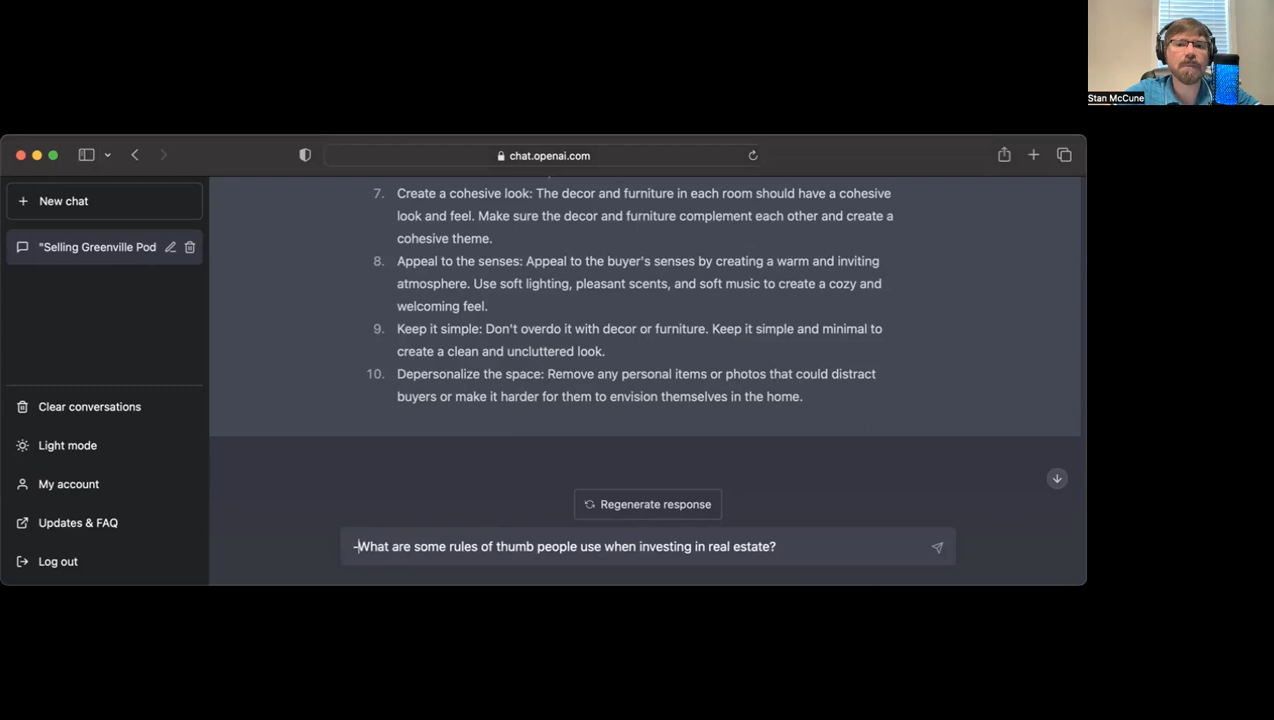 Stan McCune
chat.openai.com
+ New chat
"Selling Greenville Pod
7. Create a cohesive look: The decor and furniture in each room should have a cohesive
look and feel. Make sure the decor and furniture complement each other and create a
cohesive theme.
8. Appeal to the senses: Appeal to the buyer's senses by creating a warm and inviting
atmosphere. Use soft lighting, pleasant scents, and soft music to create a cozy and
welcoming feel.
9. Keep it simple: Don't overdo it with decor or furniture. Keep it simple and minimal to
create a clean and uncluttered look.
10. Depersonalize the space: Remove any personal items or photos that could distract
buyers or make it harder for them to envision themselves in the home.
Clear conversations
Light mode
My account
Updates & FAQ
Log out
Regenerate response
-What are some rules of thumb people use when investing in real estate?